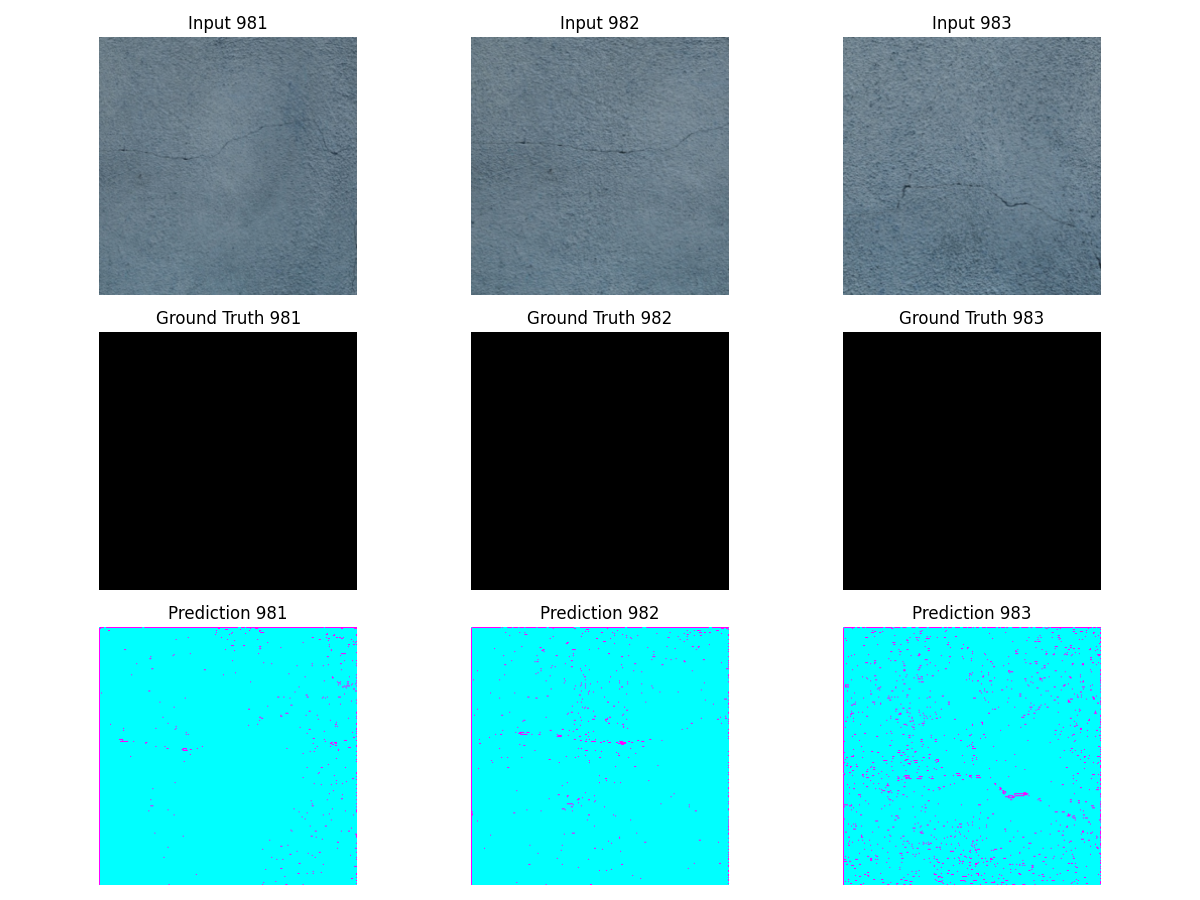 Input 981
Input 982
Input 983
Ground Truth 981
Ground Truth 982
Ground Truth 983
Prediction 981
Prediction 982
Prediction 983